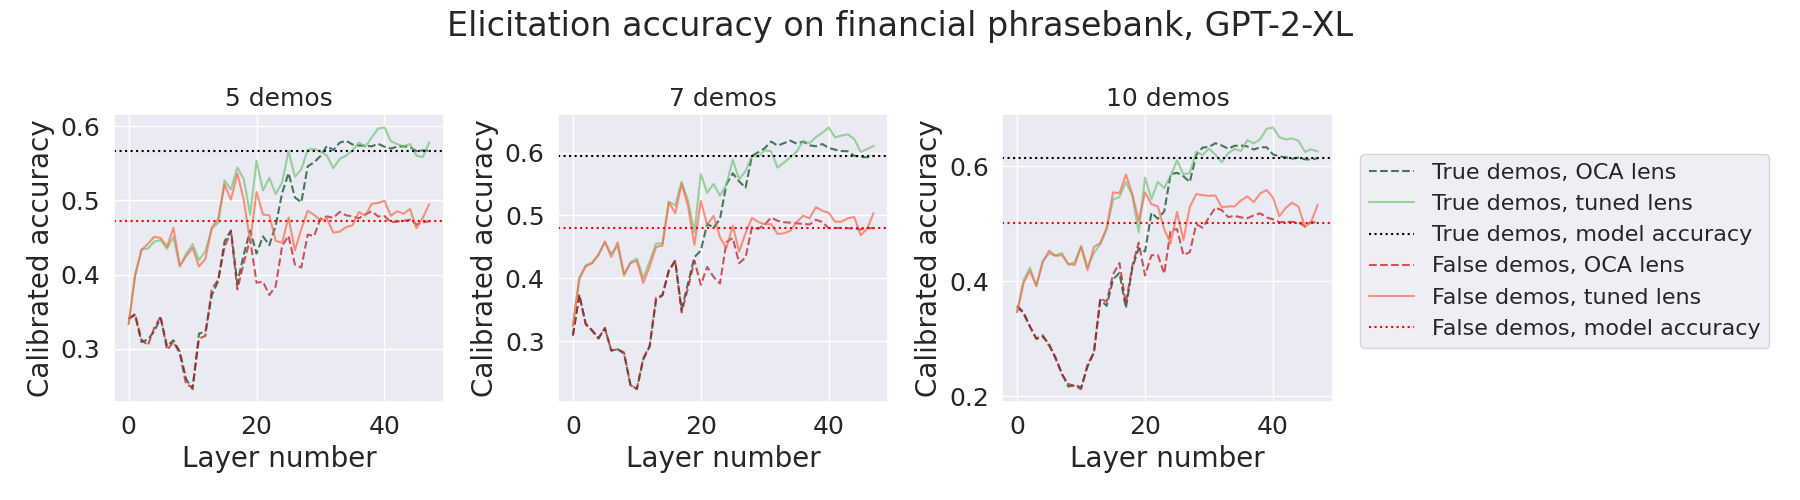 Elicitation accuracy on financial phrasebank, GPT-2-XL
5 demos
Calibrated accuracy
0.6
0.5
0.4
0.3
0
20
40
Layer number
7 demos
Calibrated accuracy
0.6
0.5
0.4
0.3
0
20
40
Layer number
10 demos
Calibrated accuracy
0.6
0.4
0.2
0
20
40
Layer number
True demos, OCA lens
True demos, tuned lens
True demos, model accuracy
False demos, OCA lens
False demos, tuned lens
False demos, model accuracy